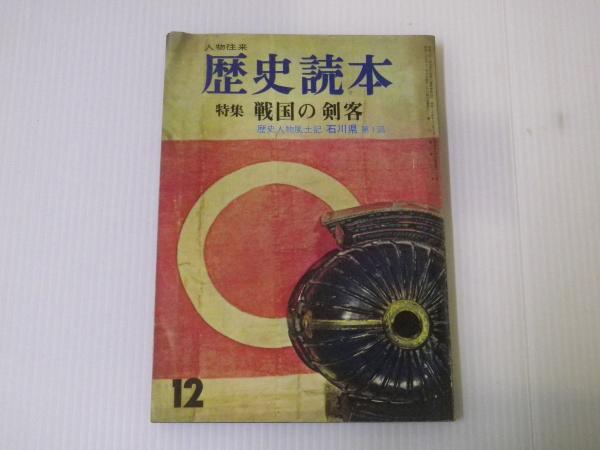 人物往来
歴史読本
特集 戦国の剣客
歴史人物風土記 石川県 第1回
12